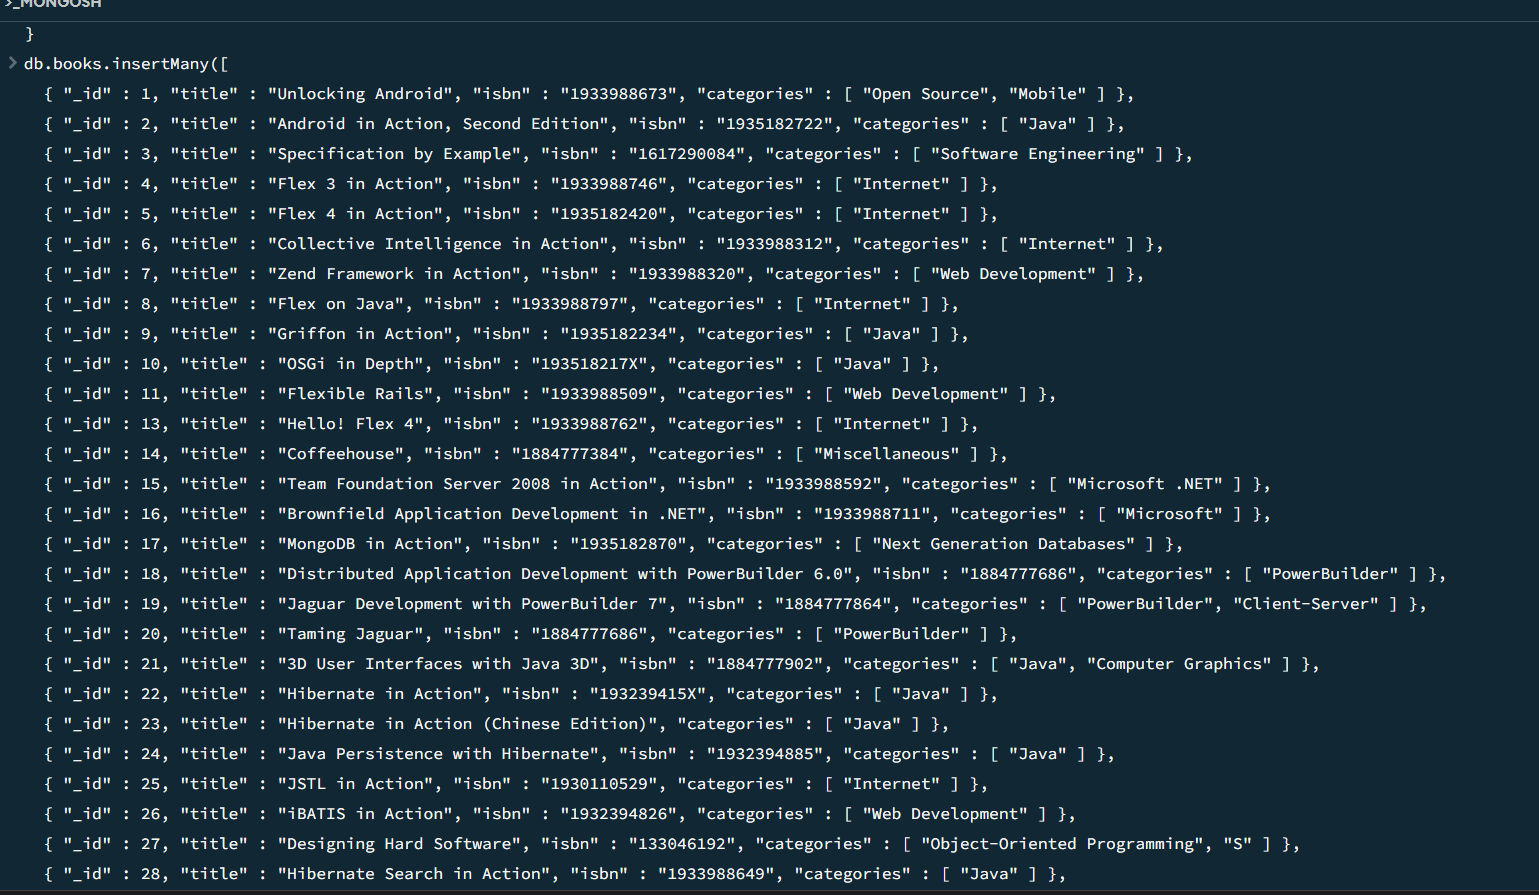 >_MONGOSH
}
> db.books.insertMany([
{ "_id" : 1, "title" : "Unlocking Android", "isbn" : "1933988673", "categories" : [ "Open Source", "Mobile" ] },
{ "_id" : 2, "title" : "Android in Action, Second Edition", "isbn" : "1935182722", "categories" : [ "Java" ] },
{ "_id" : 3, "title" : "Specification by Example", "isbn" : "1617290084", "categories" : [ "Software Engineering" ] },
{ "_id" : 4, "title" : "Flex 3 in Action", "isbn" : "1933988746", "categories" : [ "Internet" ] },
{ "_id" : 5, "title" : "Flex 4 in Action", "isbn" : "1935182420", "categories" : [ "Internet" ] },
{ "_id" : 6, "title" : "Collective Intelligence in Action", "isbn" : "1933988312", "categories" : [ "Internet" ] },
{ "_id" : 7, "title" : "Zend Framework in Action", "isbn" : "1933988320", "categories" : [ "Web Development" ] },
{ "_id" : 8, "title" : "Flex on Java", "isbn" : "1933988797", "categories" : [ "Internet" ] },
{ "_id" : 9, "title" : "Griffon in Action", "isbn" : "1935182234", "categories" : [ "Java" ] },
{ "_id" : 10, "title" : "OSGi in Depth", "isbn" : "193518217X", "categories" : [ "Java" ] },
{ "_id" : 11, "title" : "Flexible Rails", "isbn" : "1933988509", "categories" : [ "Web Development" ] },
{ "_id" : 13, "title" : "Hello! Flex 4", "isbn" : "1933988762", "categories" : [ "Internet" ] },
{ "_id" : 14, "title" : "Coffeehouse", "isbn" : "1884777384", "categories" : [ "Miscellaneous" ] },
{ "_id" : 15, "title" : "Team Foundation Server 2008 in Action", "isbn" : "1933988592", "categories" : [ "Microsoft .NET" ] },
{ "_id" : 16, "title" : "Brownfield Application Development in .NET", "isbn" : "1933988711", "categories" : [ "Microsoft" ] },
{ "_id" : 17, "title" : "MongoDB in Action", "isbn" : "1935182870", "categories" : [ "Next Generation Databases" ] },
{ "_id" : 18, "title" : "Distributed Application Development with PowerBuilder 6.0", "isbn" : "1884777686", "categories" : [ "PowerBuilder" ] },
{ "_id" : 19, "title" : "Jaguar Development with PowerBuilder 7", "isbn" : "1884777864", "categories" : [ "PowerBuilder", "Client-Server" ] },
{ "_id" : 20, "title" : "Taming Jaguar", "isbn" : "1884777686", "categories" : [ "PowerBuilder" ] },
{ "_id" : 21, "title" : "3D User Interfaces with Java 3D", "isbn" : "1884777902", "categories" : [ "Java", "Computer Graphics" ] },
{ "_id" : 22, "title" : "Hibernate in Action", "isbn" : "193239415X", "categories" : [ "Java" ] },
{ "_id" : 23, "title" : "Hibernate in Action (Chinese Edition)", "categories" : [ "Java" ] },
{ "_id" : 24, "title" : "Java Persistence with Hibernate", "isbn" : "1932394885", "categories" : [ "Java" ] },
{ "_id" : 25, "title" : "JSTL in Action", "isbn" : "1930110529", "categories" : [ "Internet" ] },
{ "_id" : 26, "title" : "iBATIS in Action", "isbn" : "1932394826", "categories" : [ "Web Development" ] },
{ "_id" : 27, "title" : "Designing Hard Software", "isbn" : "133046192", "categories" : [ "Object-Oriented Programming", "S" ] },
{ "_id" : 28, "title" : "Hibernate Search in Action", "isbn" : "1933988649", "categories" : [ "Java" ] },